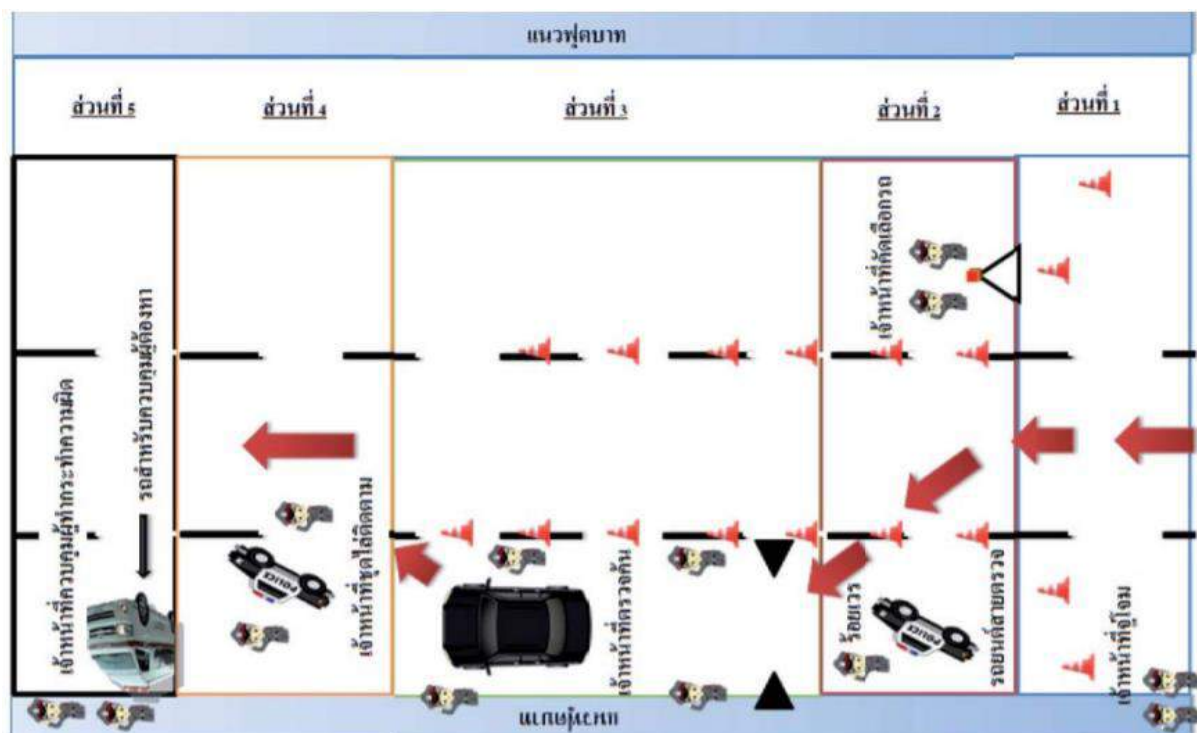 แนวฟุตบาท
ส่วนที่ 5
ส่วนที่ 4
ส่วนที่ 3
ส่วนที่ 2
ส่วนที่ 1
เจ้าหน้าที่ควบคุมผู้ทำกระทำความผิด
รถสำหรับควบคุมผู้ต้องหา
เจ้าหน้าที่ชุดไล่ติดตาม
เจ้าหน้าที่ตรวจค้น
เจ้าหน้าที่คัดเลือกรถ
ร้อยเวร
รถยนต์สายตรวจ
เจ้าหน้าที่จู่โจม
POLICE
POLICE
แนวฟุตบาท